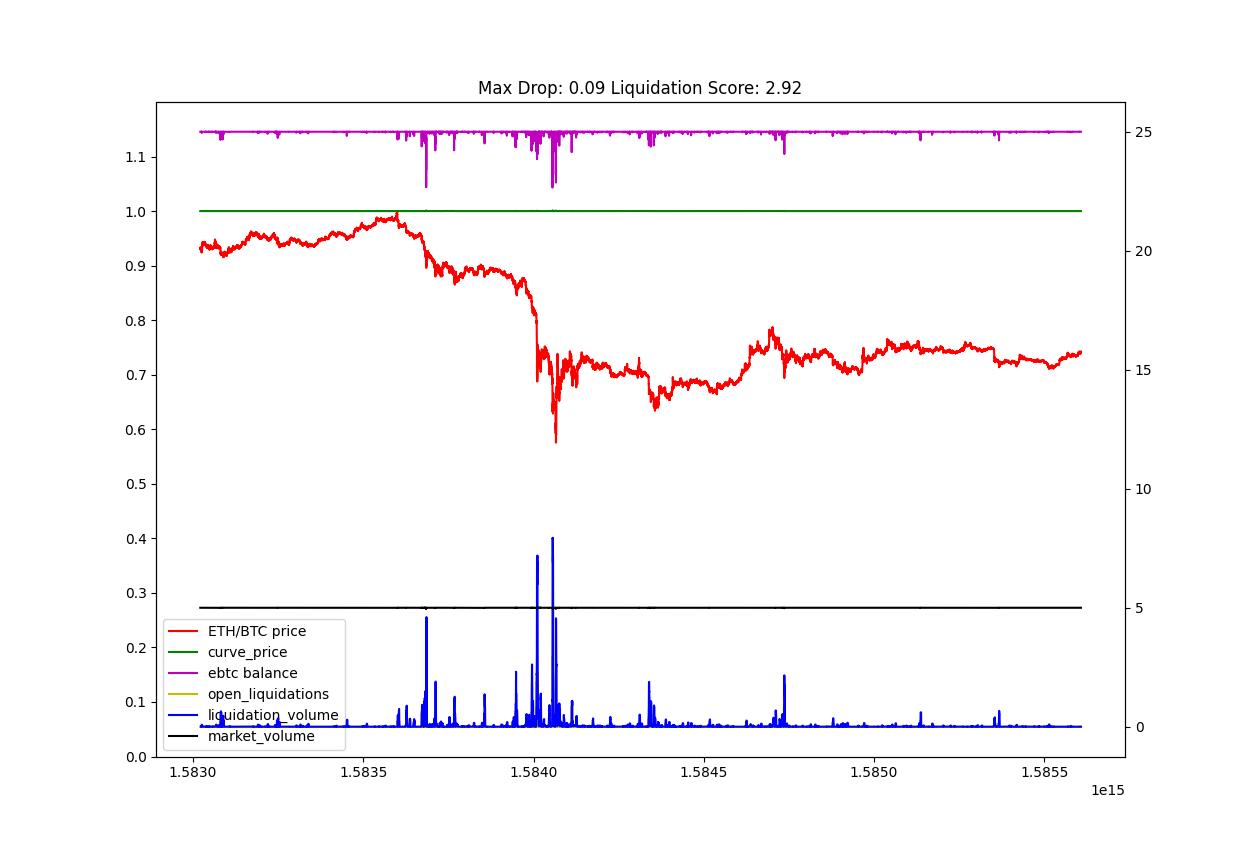 Max Drop: 0.09 Liquidation Score: 2.92
1.1
1.0
0.9
0.8
0.7
0.6
0.5
0.4
0.3
0.2
0.1
0.0
25
20
15
10
5
0
ETH/BTC price
curve_price
ebtc balance
open_liquidations
liquidation_volume
market_volume
1.5830 1.5835 1.5840 1.5845 1.5850 1.5855
1e15